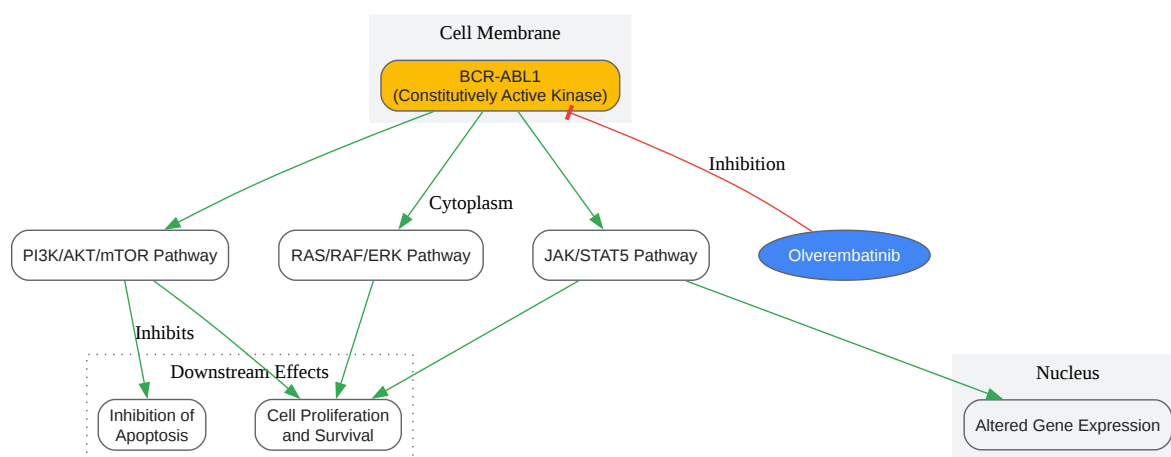 Cell Membrane
BCR-ABL1
(Constitutively Active Kinase)
Inhibition
Cytoplasm
PI3K/AKT/mTOR Pathway
RAS/RAF/ERK Pathway
JAK/STAT5 Pathway
Olverembatinib
Inhibits
Downstream Effects
Nucleus
Inhibition of
Apoptosis
Cell Proliferation
and Survival
Altered Gene Expression